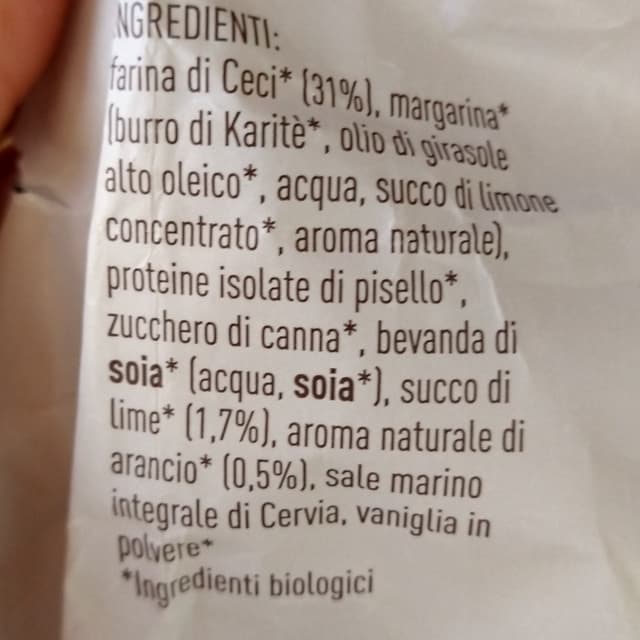 INGREDIENTI:
farina di Ceci* (31%), margarina*
(burro di Karitè*, olio di girasole
alto oleico*, acqua, succo di limone
concentrato*, aroma naturale),
proteine isolate di pisello*,
zucchero di canna*, bevanda di
soia* (acqua, soia*), succo di
lime* (1,7%), aroma naturale di
arancio* (0,5%), sale marino
integrale di Cervia, vaniglia in
polvere*
*Ingredienti biologici